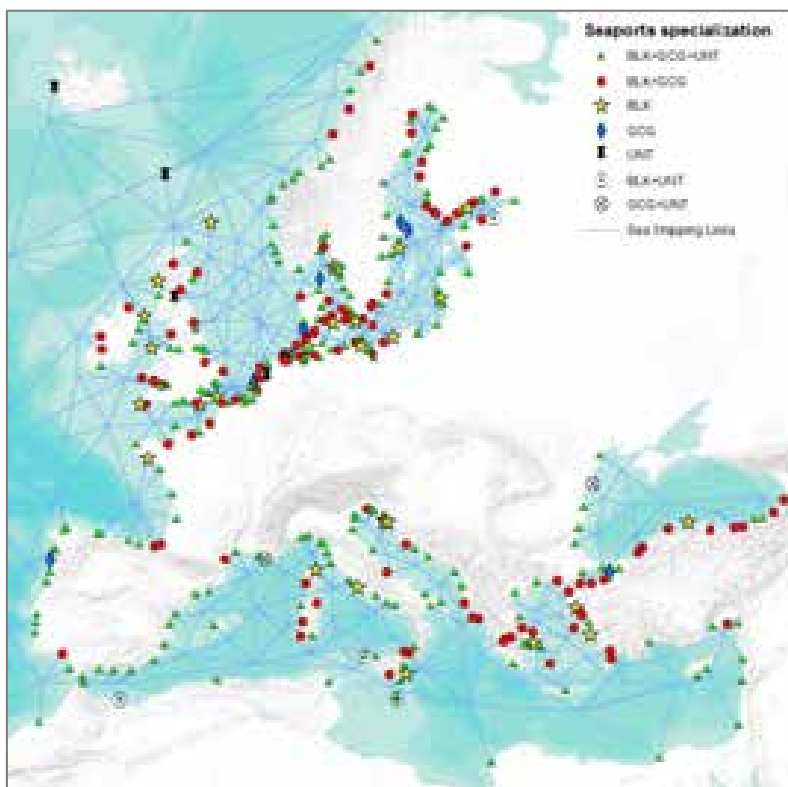 Seaports specialization
BLK+GCG+UNT
BLK+GCG
BLK
GCG
UNT
BLK+UNT
GCG+UNT
Sea Shipping Links